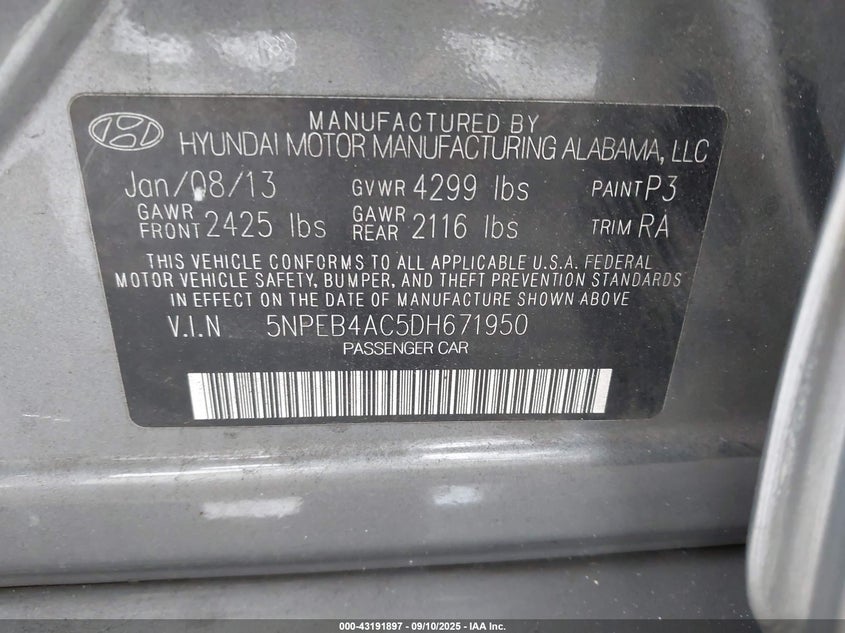 MANUFACTURED BY
HYUNDAI MOTOR MANUFACTURING ALABAMA, LLC
Jan/08/13 GVWR 4299 lbs PAINT P3
GAWR FRONT 2425 lbs GAWR REAR 2116 lbs TRIM RA
THIS VEHICLE CONFORMS TO ALL APPLICABLE U.S.A. FEDERAL
MOTOR VEHICLE SAFETY, BUMPER, AND THEFT PREVENTION STANDARDS
IN EFFECT ON THE DATE OF MANUFACTURE SHOWN ABOVE
V.I.N 5NPEB4AC5DH671950
PASSENGER CAR
000-43191897 - 09/10/2025 - IAA Inc.